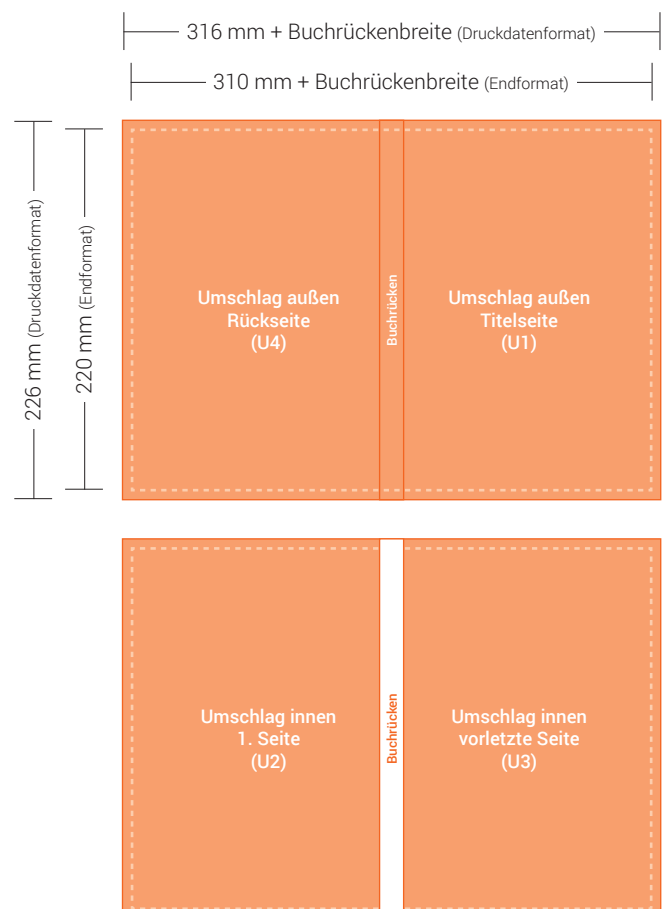 316 mm + Buchrückenbreite (Druckdatenformat)
310 mm + Buchrückenbreite (Endformat)
226 mm (Druckdatenformat)
220 mm (Endformat)
Umschlag außen
Rückseite
(U4)
Buchrücken
Umschlag außen
Titelseite
(U1)
Umschlag innen
1. Seite
(U2)
Buchrücken
Umschlag innen
vorletzte Seite
(U3)